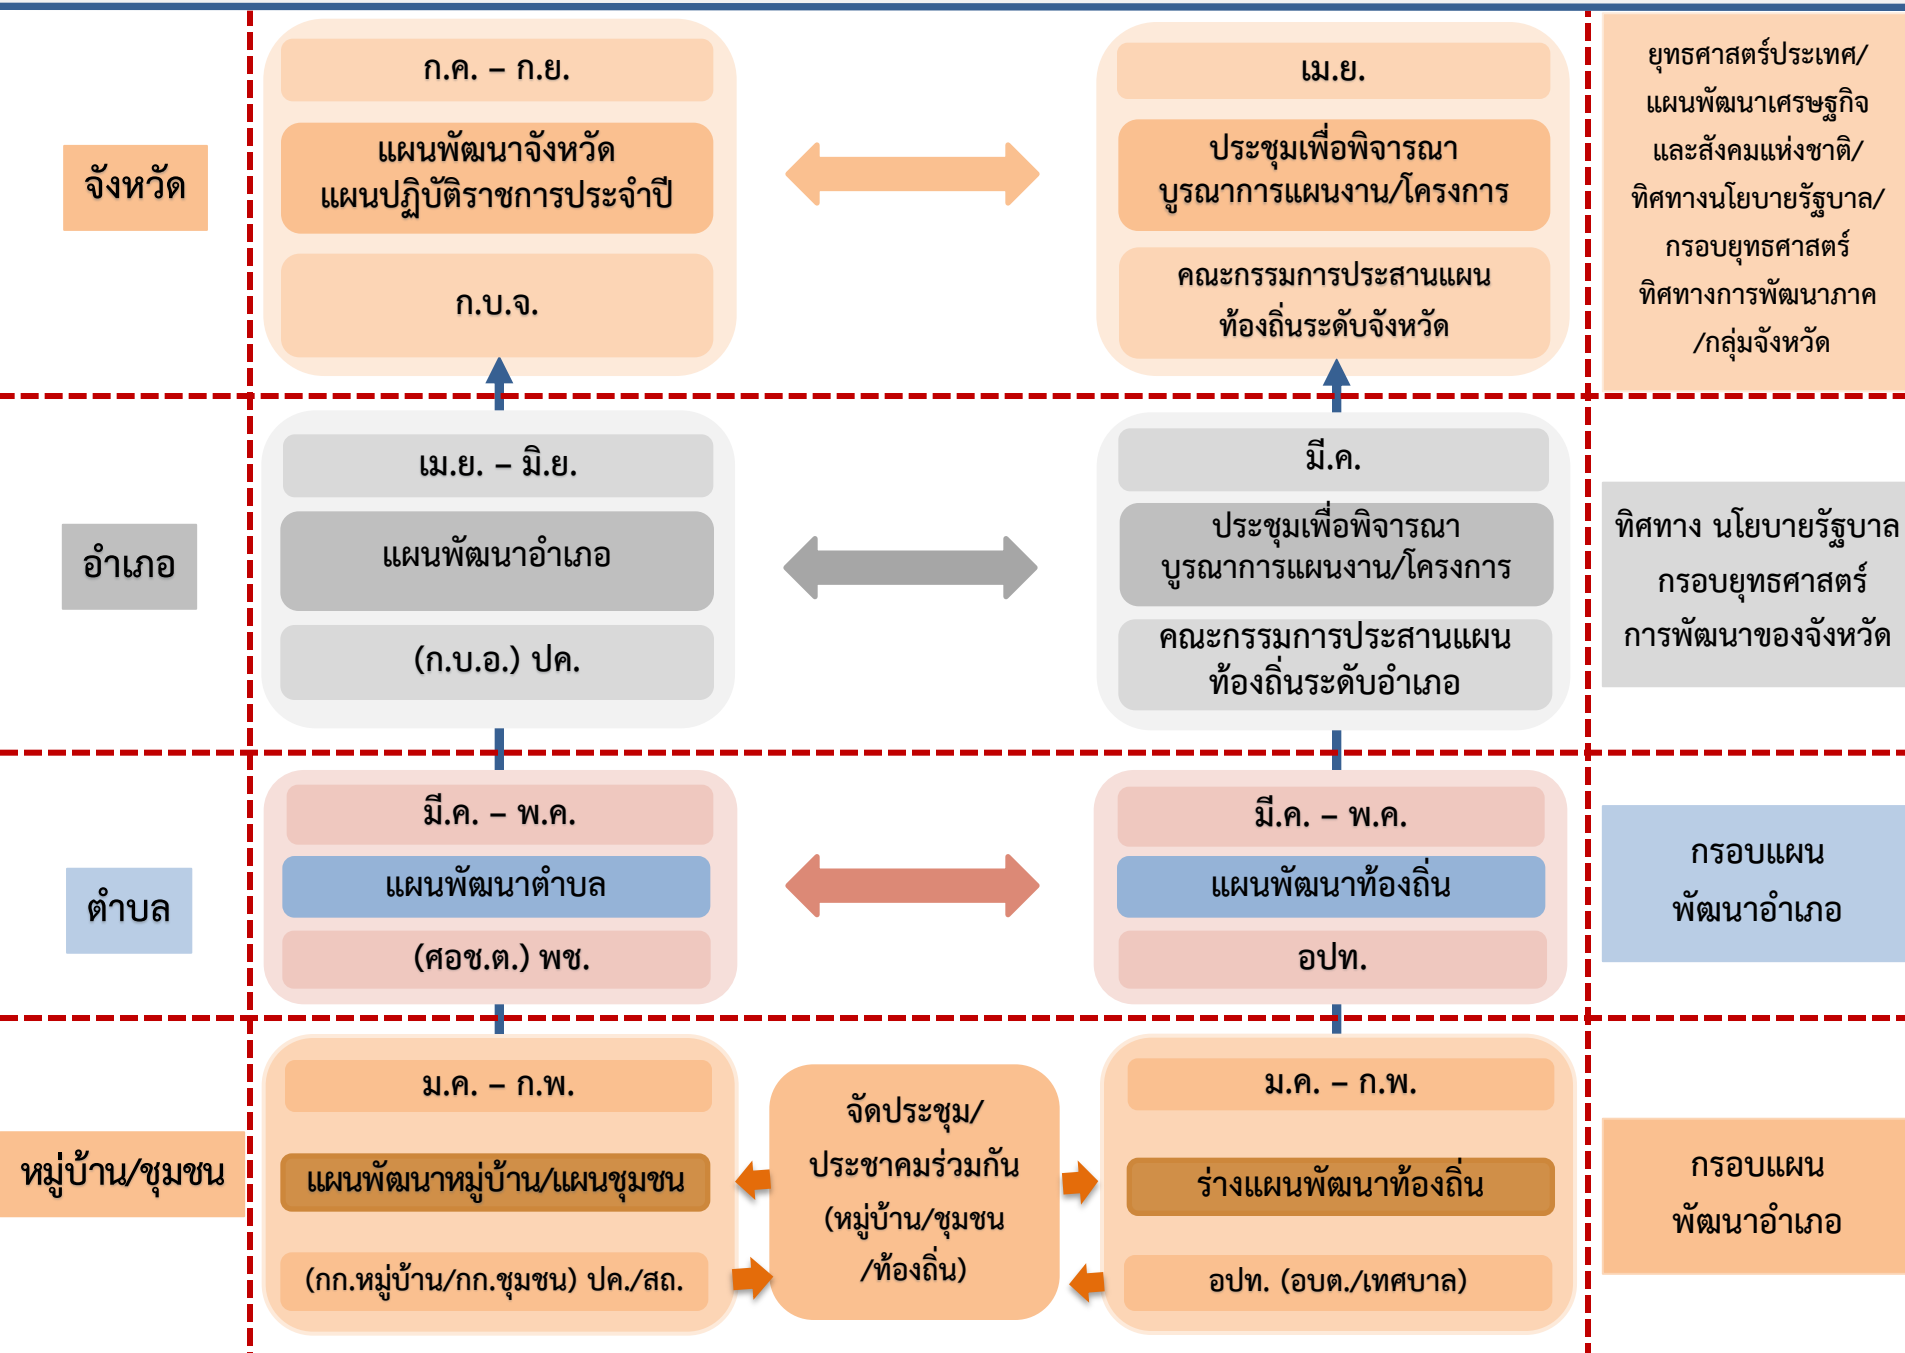 จังหวัด
ก.ค. – ก.ย.
แผนพัฒนาจังหวัด
แผนปฏิบัติราชการประจำปี
ก.บ.จ.
เม.ย.
ประชุมเพื่อพิจารณา
บูรณาการแผนงาน/โครงการ
คณะกรรมการประสานแผน
ท้องถิ่นระดับจังหวัด
ยุทธศาสตร์ประเทศ/
แผนพัฒนาเศรษฐกิจ
และสังคมแห่งชาติ/
ทิศทางนโยบายรัฐบาล/
กรอบยุทธศาสตร์
ทิศทางการพัฒนาภาค
/กลุ่มจังหวัด
อำเภอ
เม.ย. – มิ.ย.
แผนพัฒนาอำเภอ
(ก.บ.อ.) ปค.
มี.ค.
ประชุมเพื่อพิจารณา
บูรณาการแผนงาน/โครงการ
คณะกรรมการประสานแผน
ท้องถิ่นระดับอำเภอ
ทิศทาง นโยบายรัฐบาล
กรอบยุทธศาสตร์
การพัฒนาของจังหวัด
ตำบล
มี.ค. – พ.ค.
แผนพัฒนาตำบล
(ศอช.ต.) พช.
มี.ค. – พ.ค.
แผนพัฒนาท้องถิ่น
อปท.
กรอบแผน
พัฒนาอำเภอ
หมู่บ้าน/ชุมชน
ม.ค. – ก.พ.
แผนพัฒนาหมู่บ้าน/แผนชุมชน
(กก.หมู่บ้าน/กก.ชุมชน) ปค./สถ.
จัดประชุม/
ประชาคมร่วมกัน
(หมู่บ้าน/ชุมชน
/ท้องถิ่น)
ม.ค. – ก.พ.
ร่างแผนพัฒนาท้องถิ่น
อปท. (อบต./เทศบาล)
กรอบแผน
พัฒนาอำเภอ